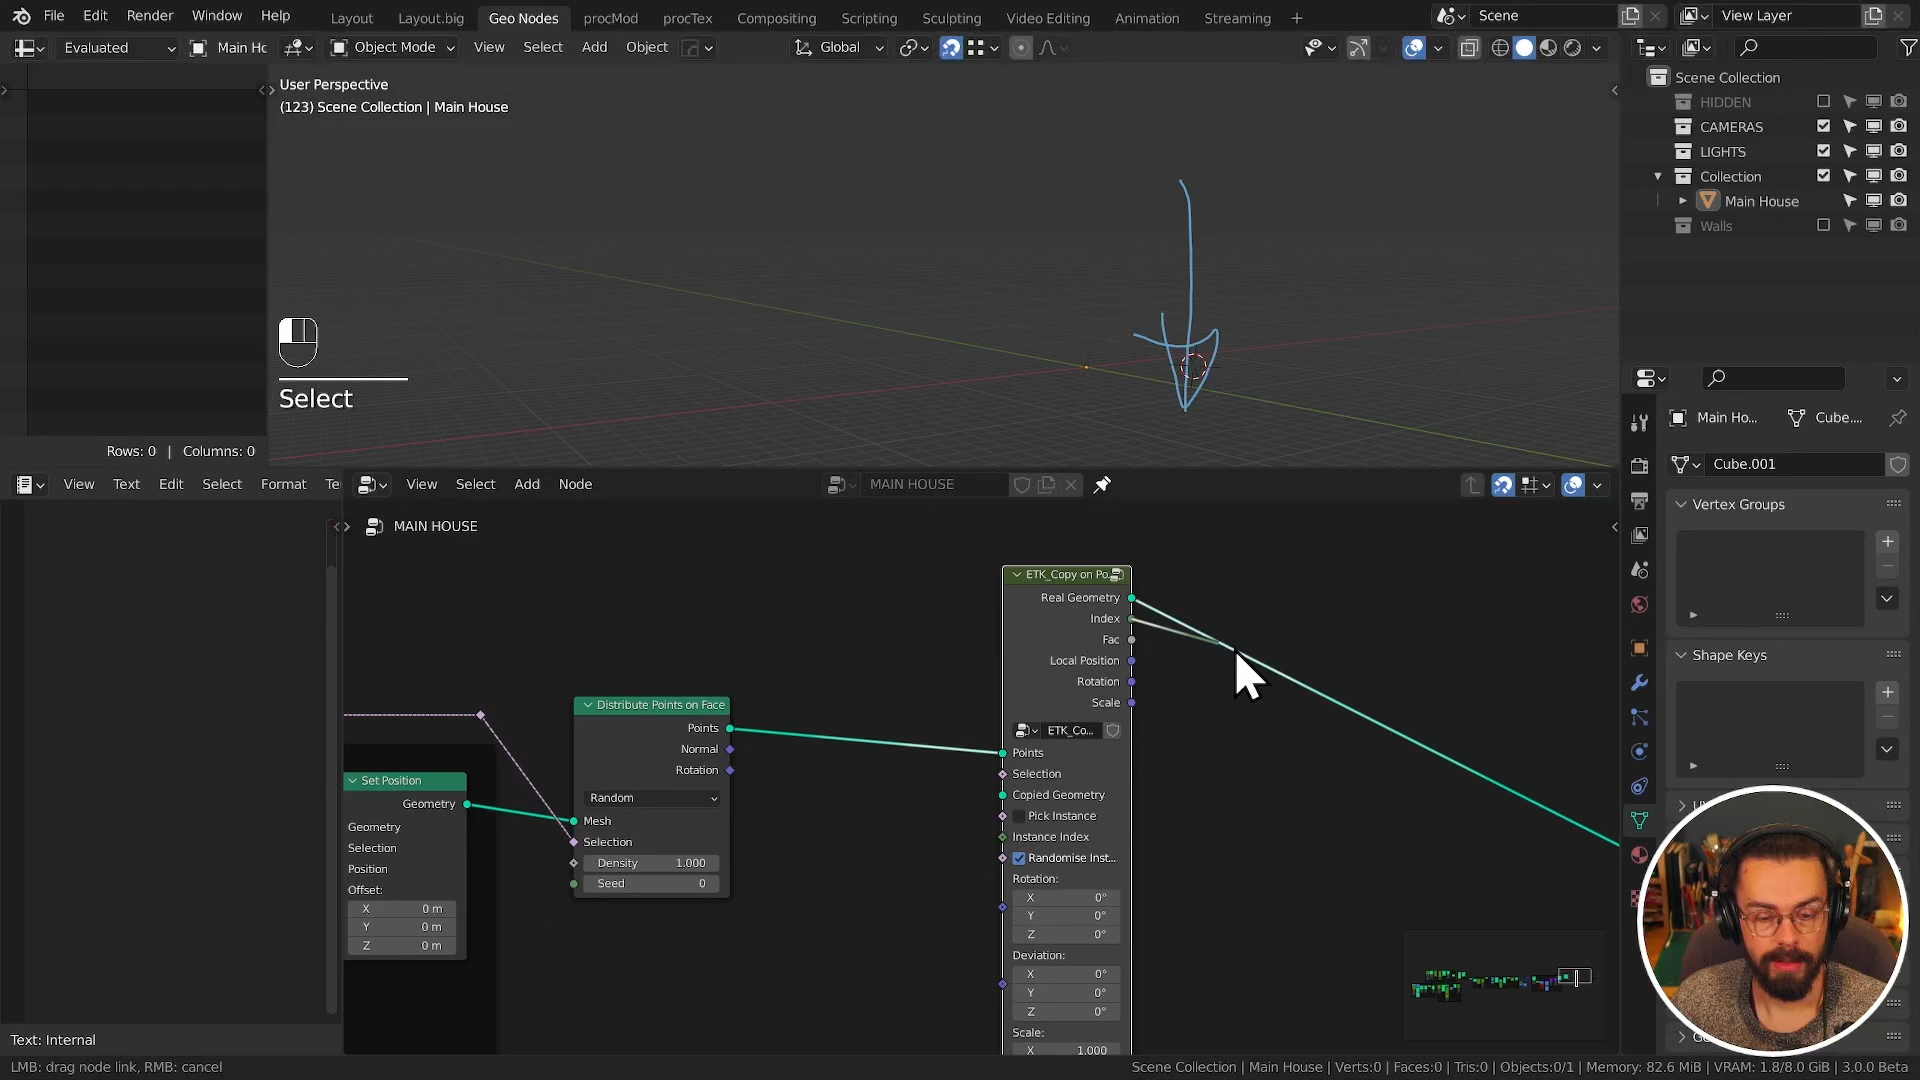 File Edit Render Window Help
Layout Layout.big Geo Nodes procMod procTex Compositing Scripting Sculpting Video Editing Animation Streaming
Scene
View Layer
Evaluated
Main Hc
Object Mode
View Select Add Object
Global
User Perspective
(123) Scene Collection | Main House
Select
Rows: 0 | Columns: 0
Scene Collection
HIDDEN
CAMERAS
LIGHTS
Collection
Main House
Walls
Main Ho...
Cube....
Cube.001
Vertex Groups
Shape Keys
View Text Edit Select Format Te
View Select Add Node
MAIN HOUSE
MAIN HOUSE
Set Position
Geometry
Geometry
Selection
Position
Offset:
X 0 m
Y 0 m
Z 0 m
Distribute Points on Face
Points
Normal
Rotation
Random
Mesh
Selection
Density 1.000
Seed 0
ETK_Copy on Po...
Real Geometry
Index
Fac
Local Position
Rotation
Scale
ETK_Co...
Points
Selection
Copied Geometry
Pick Instance
Instance Index
Randomise Inst...
Rotation:
X 0°
Y 0°
Z 0°
Deviation:
X 0°
Y 0°
Z 0°
Scale:
X 1.000
Text: Internal
LMB: drag node link, RMB: cancel
Scene Collection | Main House | Verts:0 | Faces:0 | Tris:0 | Objects:0/1 | Memory: 82.6 MiB | VRAM: 1.8/8.0 GiB | 3.0.0 Beta